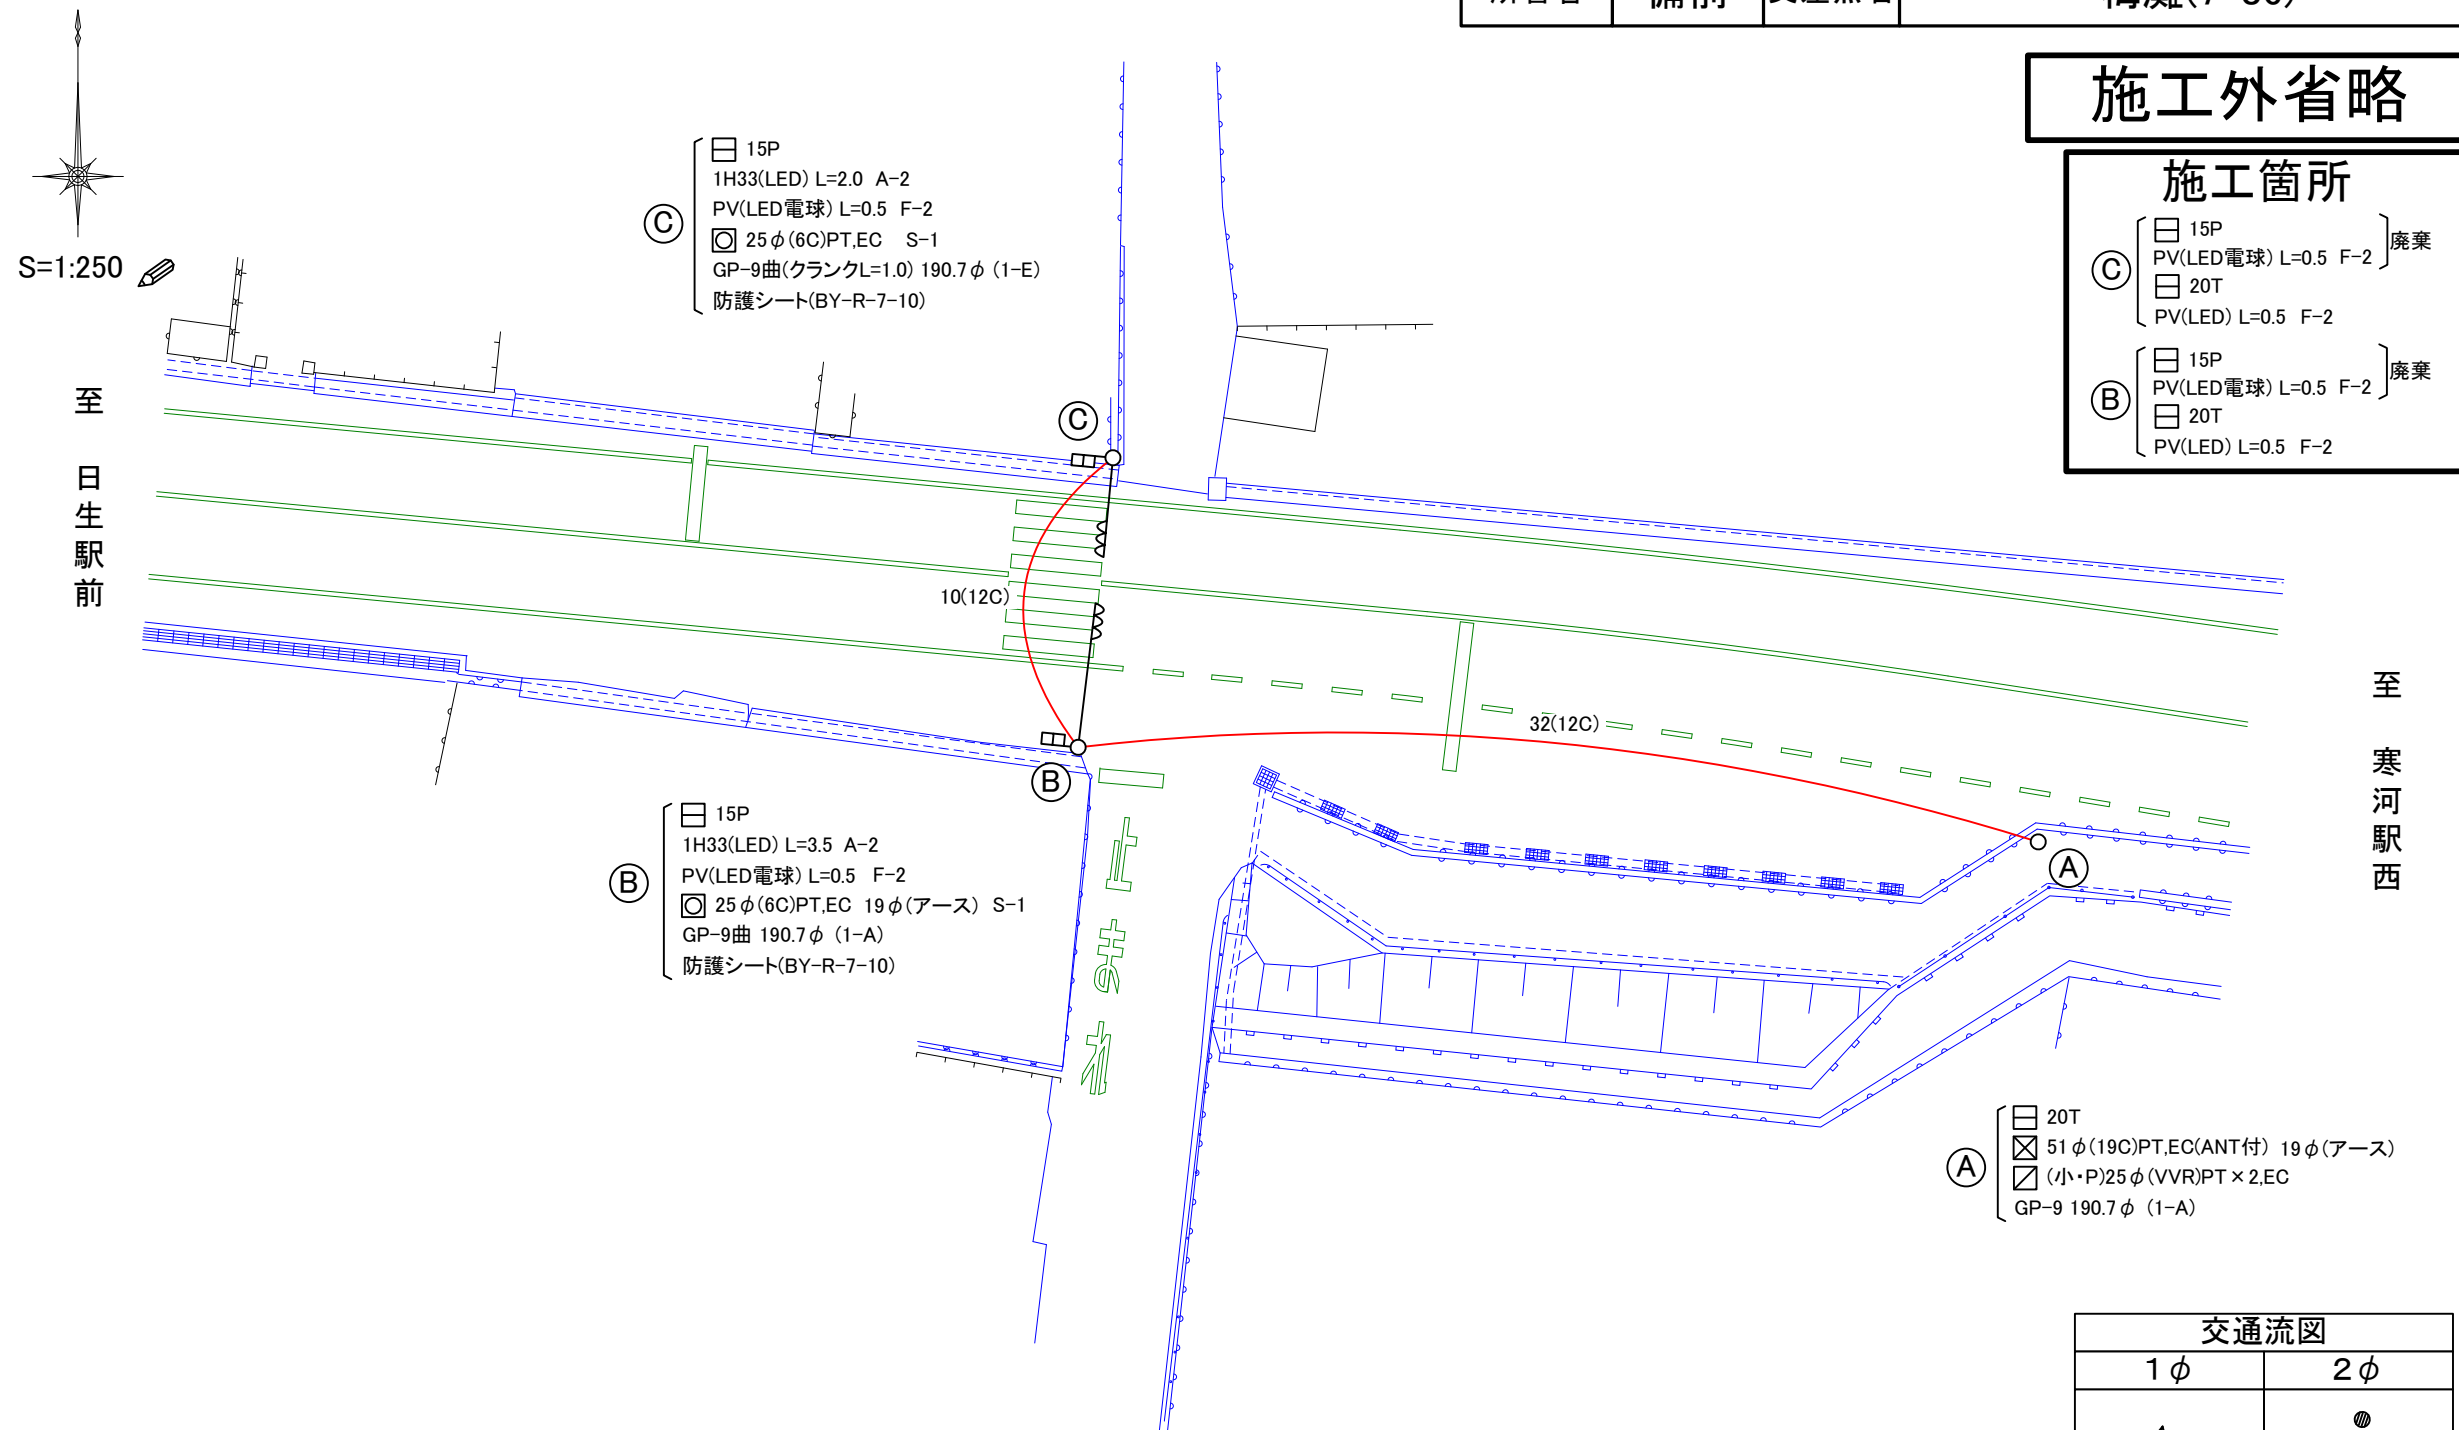 備前
施工外省略
施工箇所
Ⓒ
15P
PV(LED電球) L=0.5 F-2
廃棄
20T
PV(LED) L=0.5 F-2
Ⓑ
15P
PV(LED電球) L=0.5 F-2
廃棄
20T
PV(LED) L=0.5 F-2
S=1:250
Ⓒ
15P
1H33(LED) L=2.0 A-2
PV(LED電球) L=0.5 F-2
25φ(6C)PT,EC S-1
GP-9曲(クランクL=1.0) 190.7φ (1-E)
防護シート(BY-R-7-10)
至 日生駅前
Ⓒ
10(12C)
32(12C)
至 寒河駅西
Ⓑ
Ⓐ
Ⓑ
15P
1H33(LED) L=3.5 A-2
PV(LED電球) L=0.5 F-2
25φ(6C)PT,EC 19φ(アース) S-1
GP-9曲 190.7φ (1-A)
防護シート(BY-R-7-10)
止まれ
Ⓐ
20T
51φ(19C)PT,EC(ANT付) 19φ(アース)
(小・P)25φ(VVR)PT×2,EC
GP-9 190.7φ (1-A)
交通流図
1φ
2φ